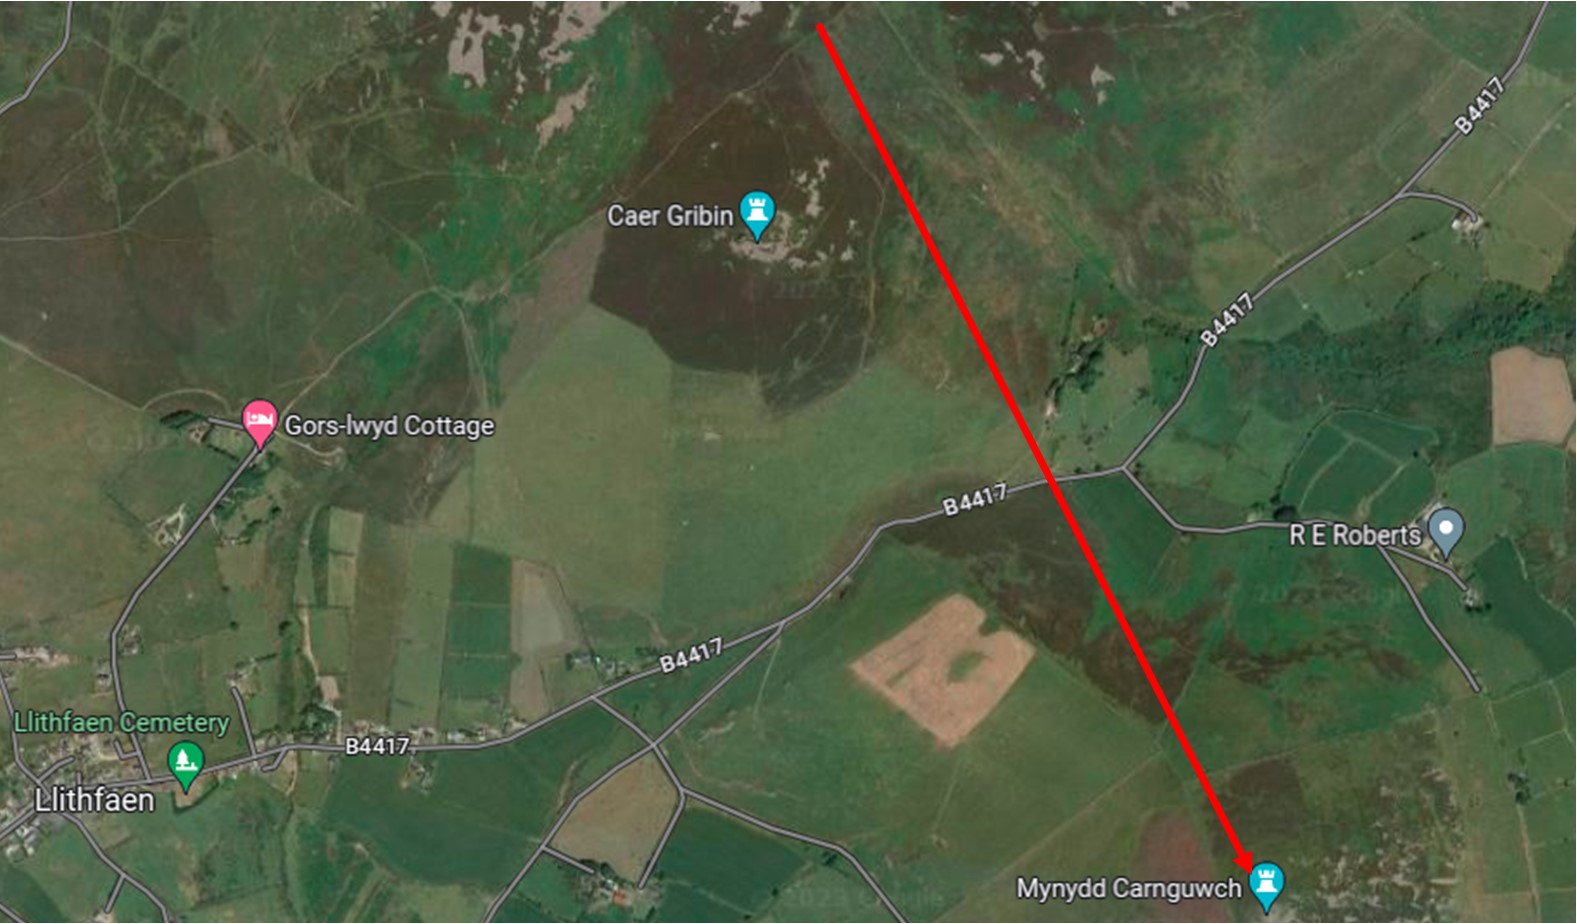 B4417
Caer Gribin
B4417
Gors-lwyd Cottage
B4417
R E Roberts
B4417
Llithfaen Cemetery
B4417
Llithfaen
Mynydd Carnguwch